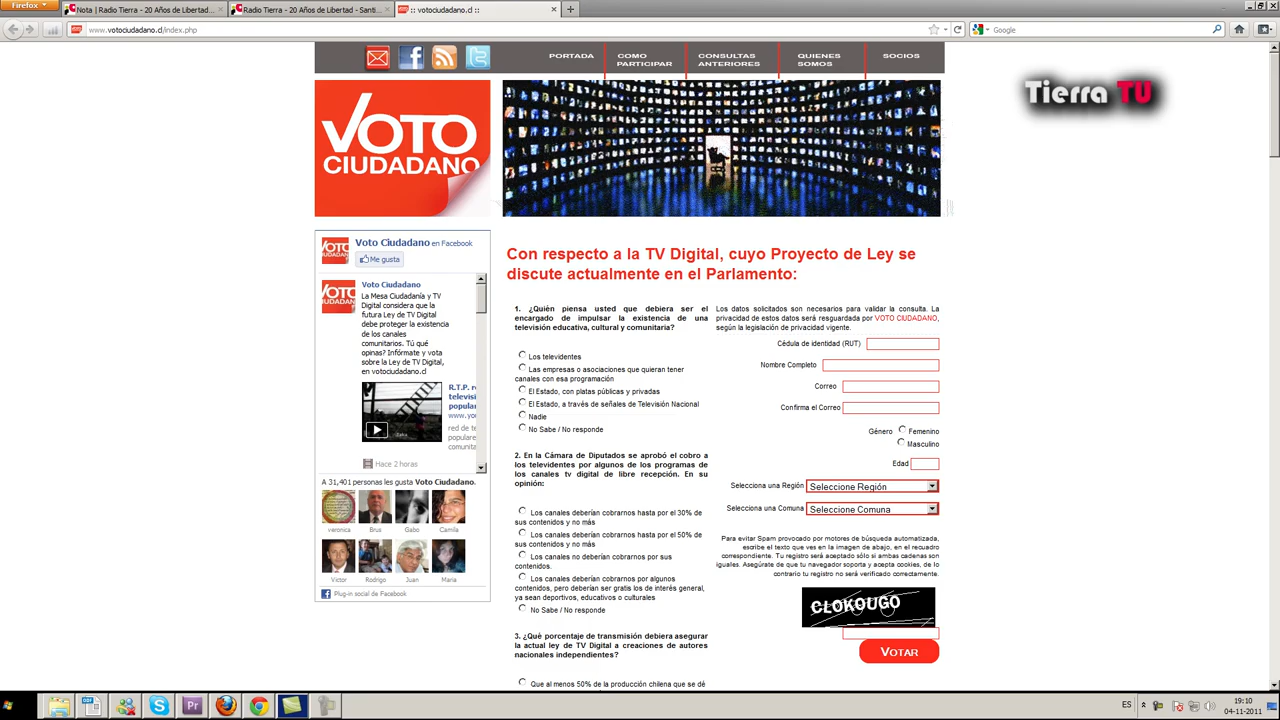 Firefox
Nota | Radio Tierra - 20 Años de Libertad...
Radio Tierra - 20 Años de Libertad - Santi...
:: votociudadano.cl ::
www.votociudadano.cl/index.php
Google
PORTADA
COMO PARTICIPAR
CONSULTAS ANTERIORES
QUIENES SOMOS
SOCIOS
Tierra TU
VOTO
CIUDADANO
Voto Ciudadano en Facebook
Me gusta
Voto Ciudadano
La Mesa Ciudadanía y TV
Digital considera que la
futura Ley de TV Digital
debe proteger la existencia
de los canales
comunitarios. Tú qué
opinas? Infórmate y vota
sobre la Ley de TV Digital,
en votociudadano.cl
R.T.P. r
televisi
popular
www.yo
red de te
populare
comunita
Hace 2 horas
A 31,401 personas les gusta Voto Ciudadano.
veronica Brus Gabo Camila
Victor Rodrigo Juan Maria
Plug-in social de Facebook
Con respecto a la TV Digital, cuyo Proyecto de Ley se
discute actualmente en el Parlamento:
1. ¿Quién piensa usted que debiera ser el
encargado de impulsar la existencia de una
televisión educativa, cultural y comunitaria?
Los televidentes
Las empresas o asociaciones que quieran tener
canales con esa programación
El Estado, con platas públicas y privadas
El Estado, a través de señales de Televisión Nacional
Nadie
No Sabe / No responde
2. En la Cámara de Diputados se aprobó el cobro a
los televidentes por algunos de los programas de
los canales tv digital de libre recepción. En su
opinión:
Los canales deberían cobrarnos hasta por el 30% de
sus contenidos y no más
Los canales deberían cobrarnos hasta por el 50% de
sus contenidos y no más
Los canales no deberían cobrarnos por sus
contenidos.
Los canales deberían cobrarnos por algunos
contenidos, pero deberían ser gratis los de interés general,
ya sean deportivos, educativos o culturales
No Sabe / No responde
3. ¿Qué porcentaje de transmisión debiera asegurar
la actual ley de TV Digital a creaciones de autores
nacionales independientes?
Que al menos 50% de la producción chilena que se dé
Los datos solicitados son necesarios para validar la consulta. La
privacidad de estos datos será resguardada por VOTO CIUDADANO,
según la legislación de privacidad vigente.
Cédula de identidad (RUT)
Nombre Completo
Correo
Confirma el Correo
Género Femenino
Masculino
Edad
Selecciona una Región Seleccione Región
Selecciona una Comuna Seleccione Comuna
Para evitar Spam provocado por motores de búsqueda automatizada,
escribe el texto que ves en la imagen de abajo, en el recuadro
correspondiente. Tu registro será aceptado sólo si ambas cadenas son
iguales. Asegúrate de que tu navegador soporta y acepta cookies, de lo
contrario tu registro no será verificado correctamente.
CLOKOUGO
VOTAR
ES
19:10
04-11-2011